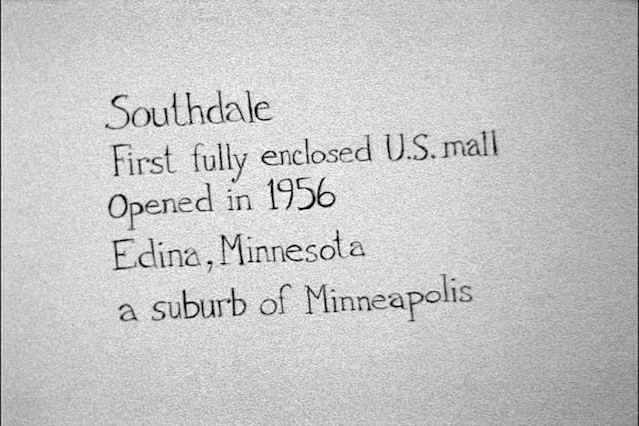 Southdale
First fully enclosed U.S. mall
Opened in 1956
Edina, Minnesota
a suburb of Minneapolis